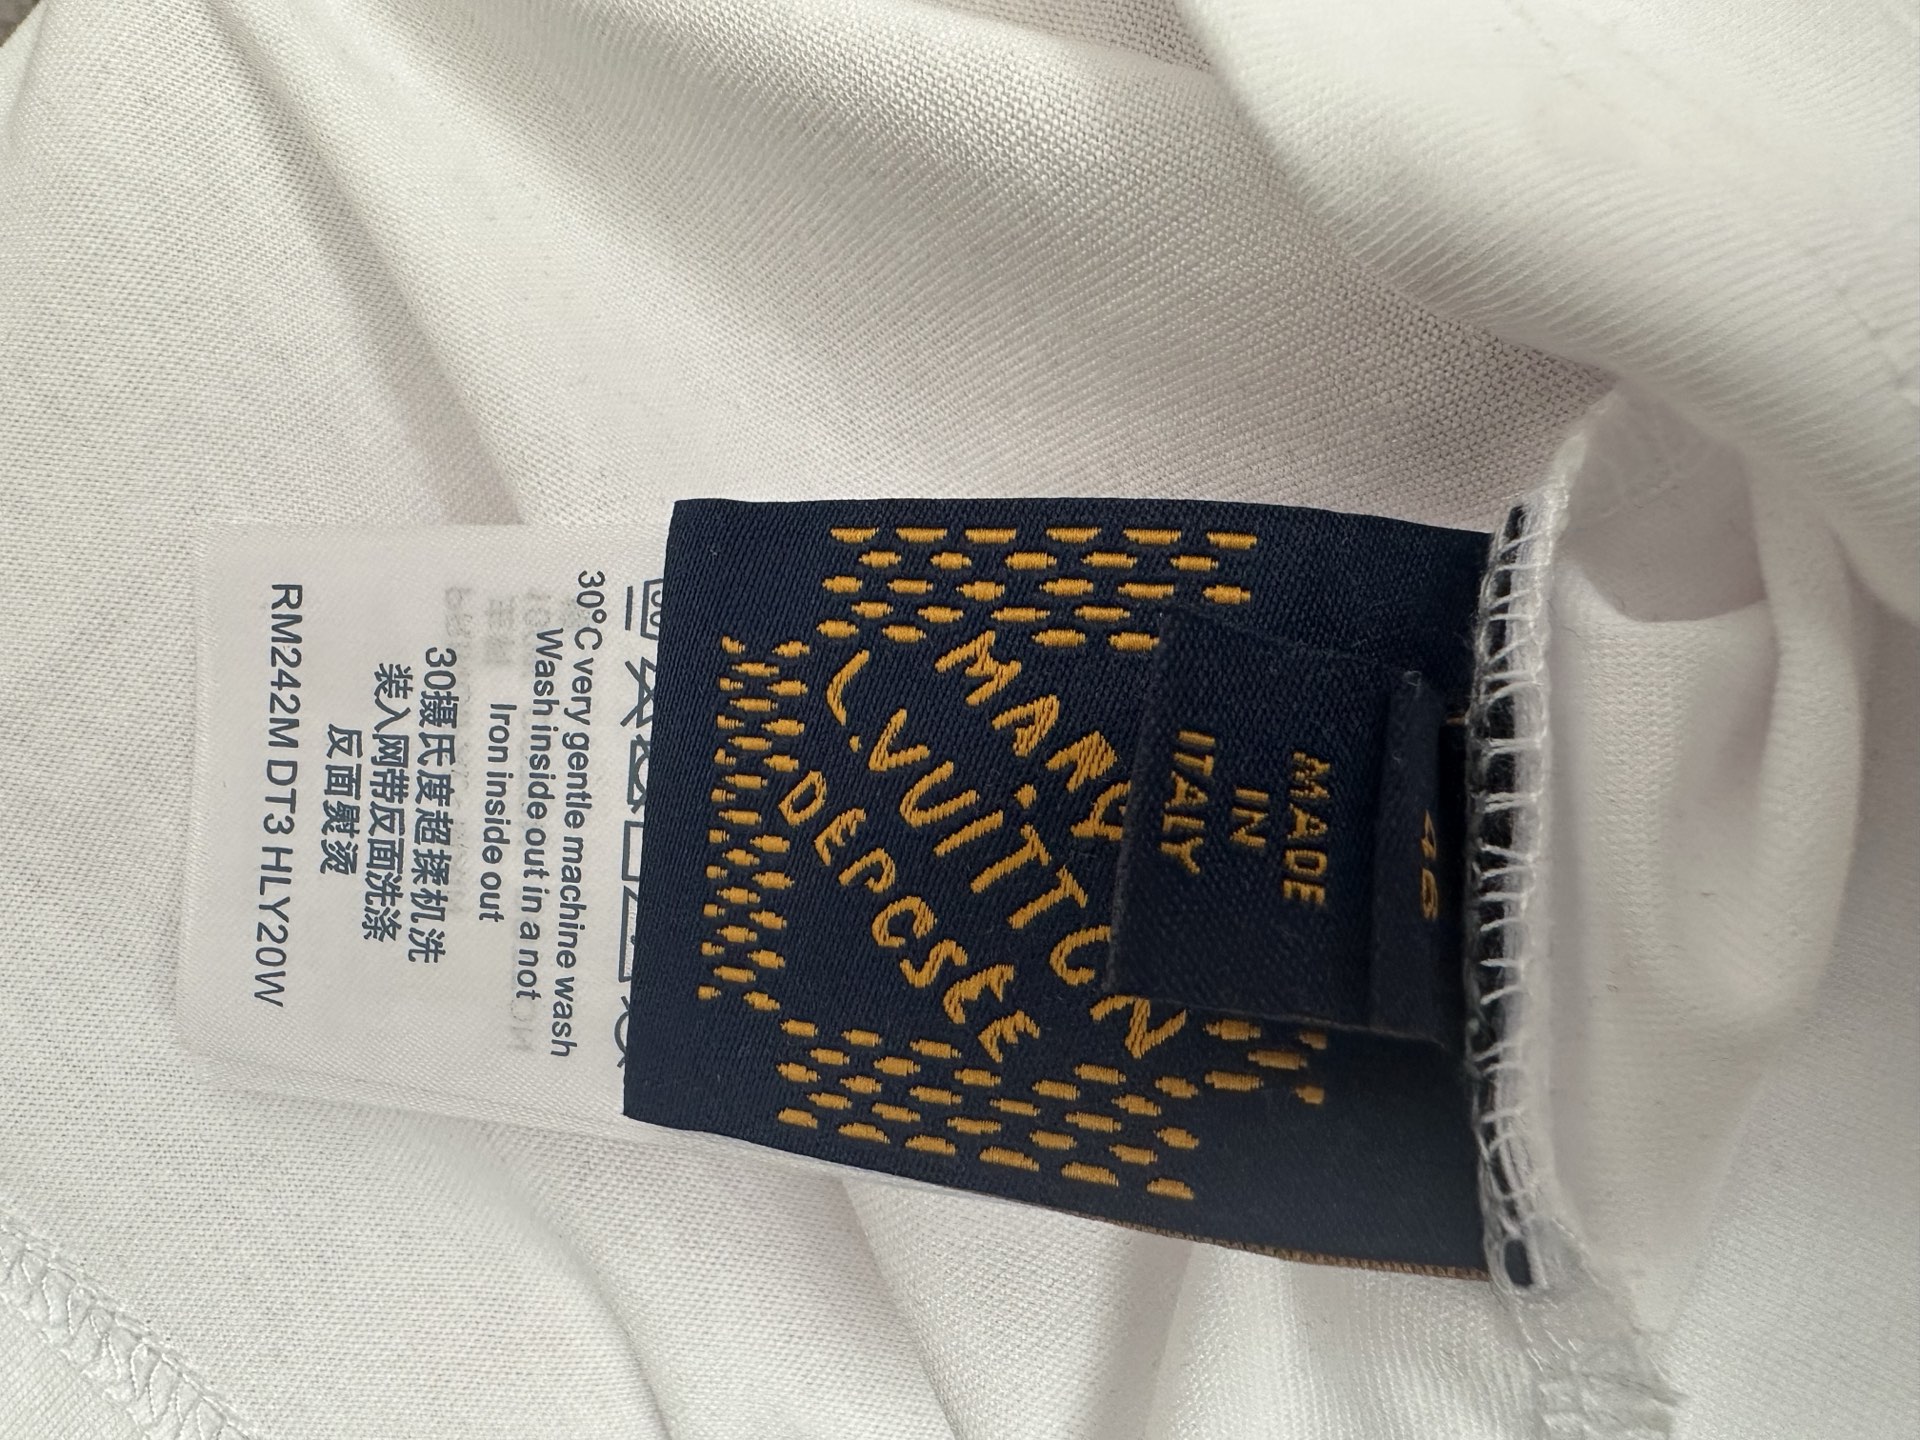 46
MADE
IN
ITALY
MARQ
L.VUITTON
DEPOSEE
30°C very gentle machine wash
Wash inside out in a not
Iron inside out
30摄氏度超揉机洗
装入网带反面洗涤
反面熨烫
RM242M DT3 HLY20W